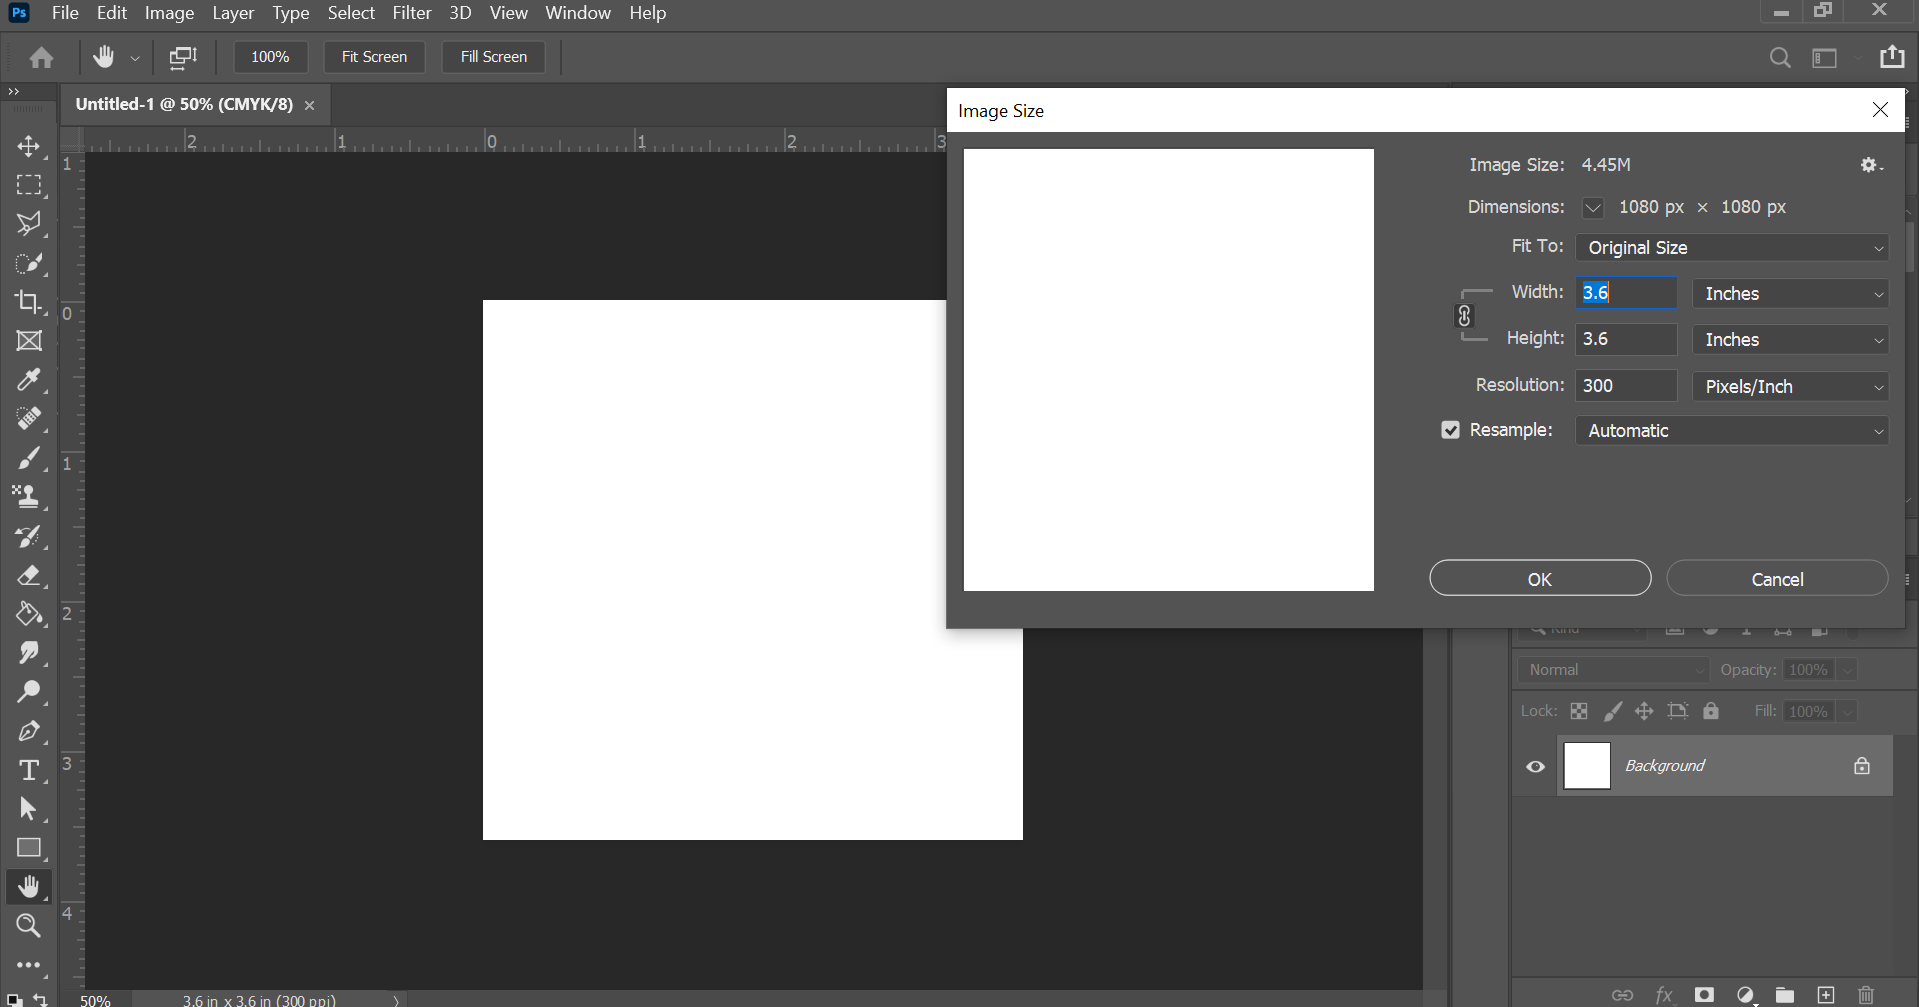 Ps File Edit Image Layer Type Select Filter 3D View Window Help
100% Fit Screen Fill Screen
Untitled-1 @ 50% (CMYK/8) ×
2 1 0 1 2 3
1
0
1
2
3
4
Image Size
Image Size: 4.45M
Dimensions: 1080 px × 1080 px
Fit To: Original Size
Width: 3.6 Inches
Height: 3.6 Inches
Resolution: 300 Pixels/Inch
Resample: Automatic
OK Cancel
Kind
Normal Opacity: 100%
Lock: Fill: 100%
Background
fx
50% 3.6 in x 3.6 in (300 ppi)